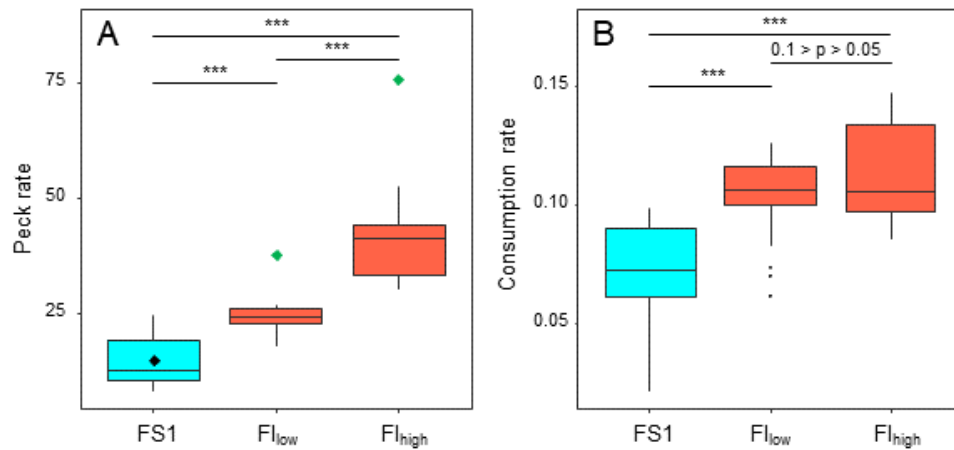 A
***
***
***
75
50
25
Peck rate
FS1 FIlow FIhigh
B
***
0.1 > p > 0.05
***
0.15
0.10
0.05
Consumption rate
FS1 FIlow FIhigh